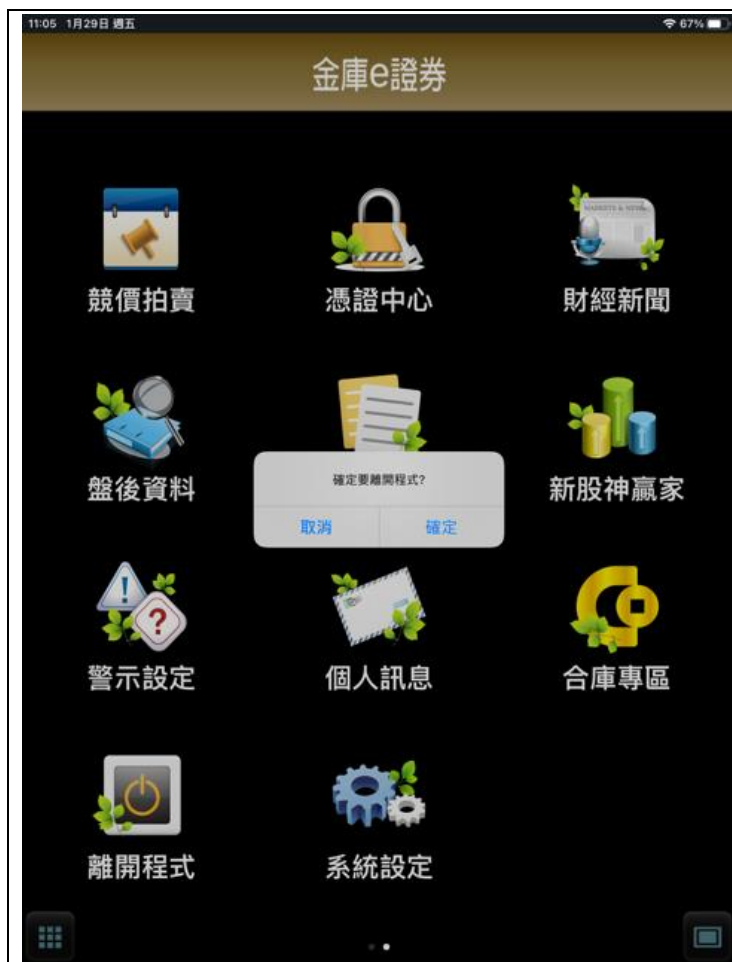 11:05 1月29日 週五
67%
金庫e證券
競價拍賣
憑證中心
財經新聞
MARKETS & NEWS
盤後資料
新股神贏家
確定要離開程式?
取消
確定
警示設定
個人訊息
合庫專區
離開程式
系統設定